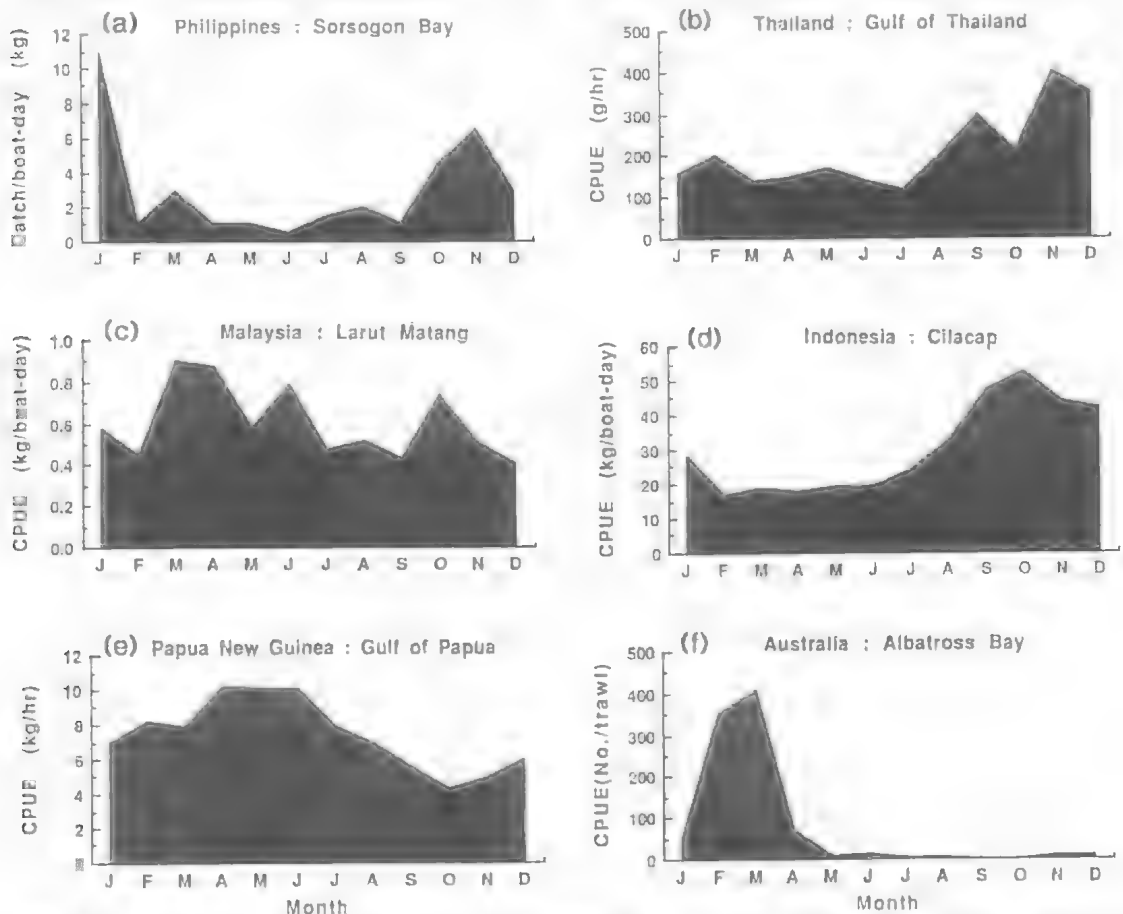 (a) Philippines : Sorsogon Bay
12
10
8
6
4
2
0
atch/boat-day (kg)
J F M A M J J A S O N D
(b) Thailand : Gulf of Thailand
500
400
300
200
100
0
CPUE (g/hr)
J F M A M J J A S O N D
(c) Malaysia : Larut Matang
1.0
0.8
0.6
0.4
0.2
0.0
CPU (kg/b at-day)
J F M A M J J A S O N D
(d) Indonesia : Cilacap
60
50
40
30
20
10
0
CPUE (kg/boat-day)
J F M A M J J A S O N D
(e) Papua New Guinea : Gulf of Papua
12
10
8
6
4
2
CPU (kg/hr)
J F M A M J J A S O N D
Month
(f) Australia : Albatross Bay
500
400
300
200
100
0
CPUE(No./trawl)
J F M A M J J A S O N D
Month